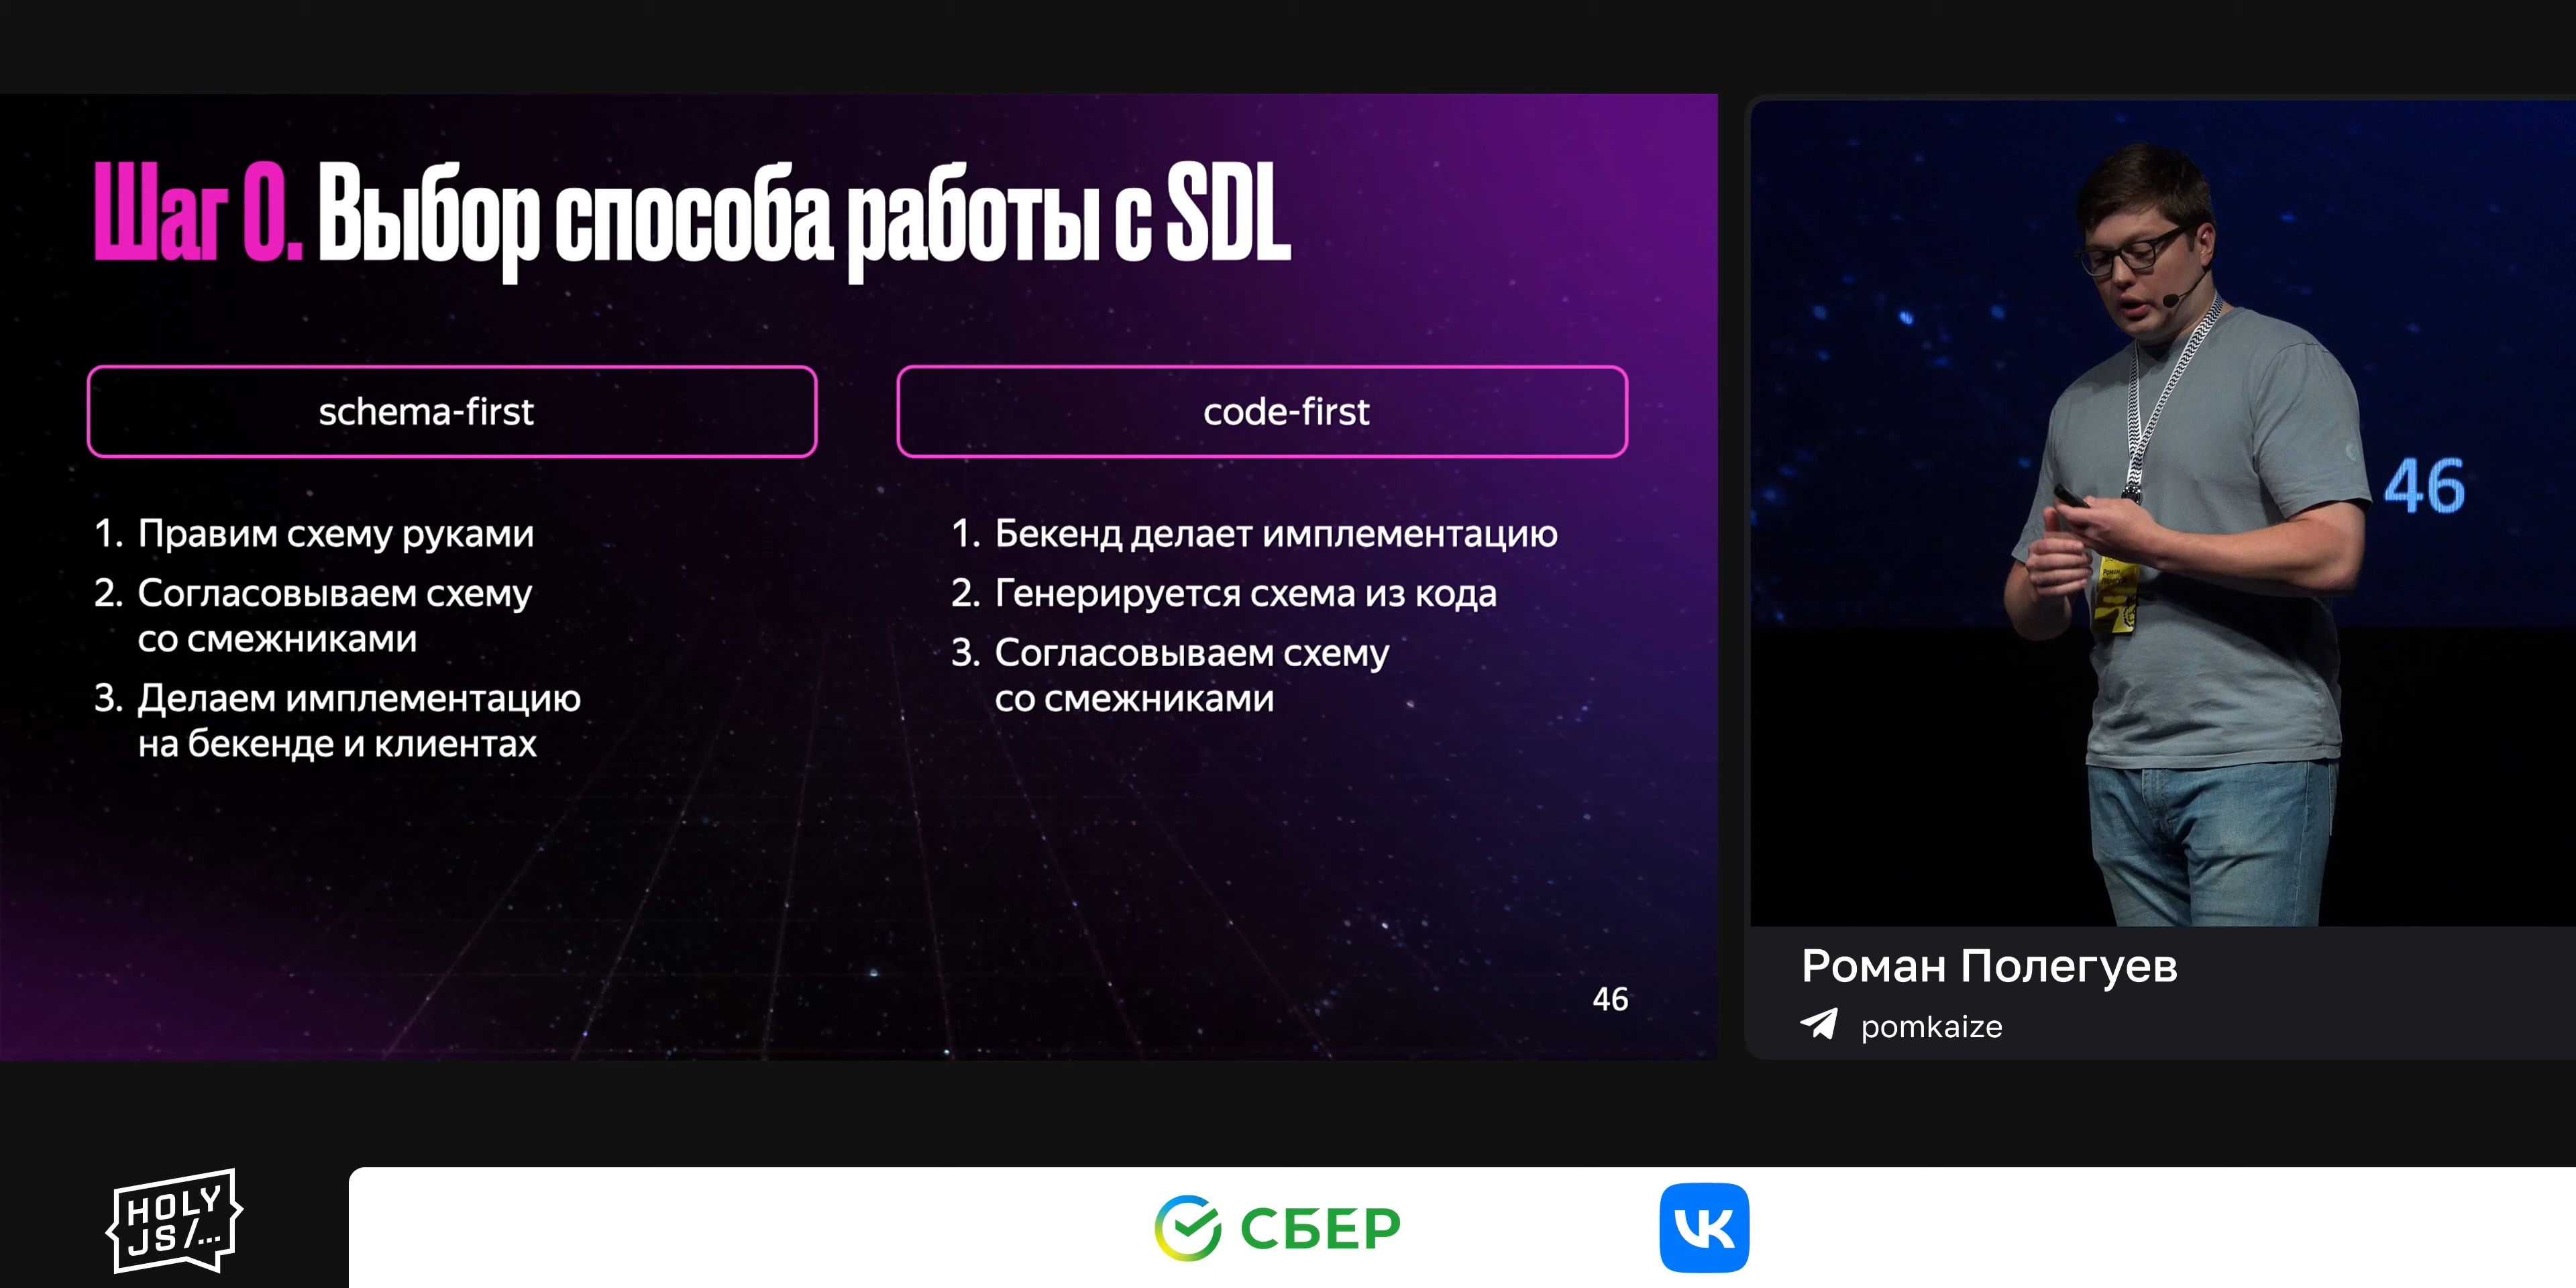 Шаг 0. Выбор способа работы с SDL
schema-first
1. Правим схему руками
2. Согласовываем схему
со смежниками
3. Делаем имплементацию
на бекенде и клиентах
code-first
1. Бекенд делает имплементацию
2. Генерируется схема из кода
3. Согласовываем схему
со смежниками
46
46
Роман
Роман Полегуев
pomkaize
HOLY
JS/...
СБЕР
VK